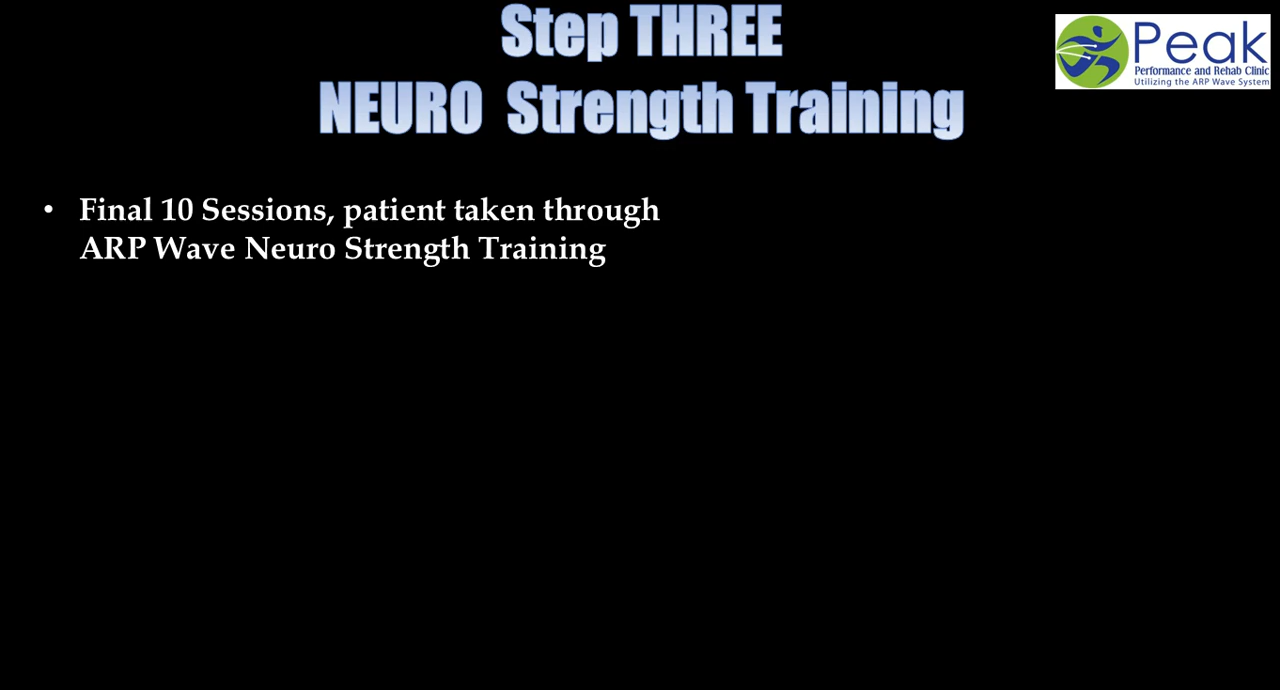 Step THREE
NEURO Strength Training
Peak
Performance and Rehab Clinic
Utilizing the ARP Wave System
• Final 10 Sessions, patient taken through
ARP Wave Neuro Strength Training